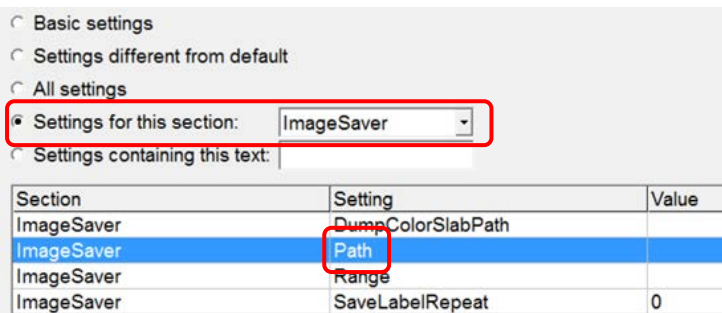 Basic settings
Settings different from default
All settings
Settings for this section: ImageSaver
Settings containing this text:
Section Setting Value
ImageSaver DumpColorSlabPath
ImageSaver Path
ImageSaver Range
ImageSaver SaveLabelRepeat 0